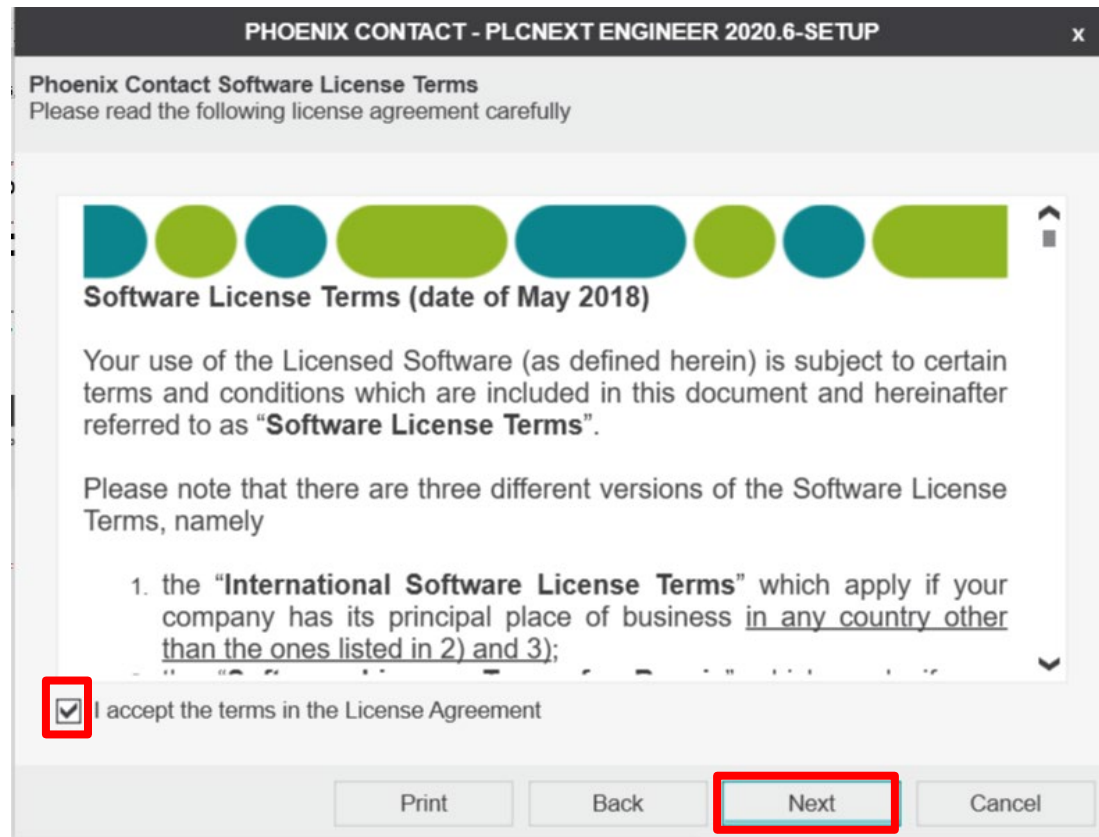 PHOENIX CONTACT - PLCNEXT ENGINEER 2020.6-SETUP x
Phoenix Contact Software License Terms
Please read the following license agreement carefully
Software License Terms (date of May 2018)
Your use of the Licensed Software (as defined herein) is subject to certain
terms and conditions which are included in this document and hereinafter
referred to as “Software License Terms”.
Please note that there are three different versions of the Software License
Terms, namely
1. the “International Software License Terms” which apply if your
company has its principal place of business in any country other
than the ones listed in 2) and 3);
I accept the terms in the License Agreement
Print Back Next Cancel